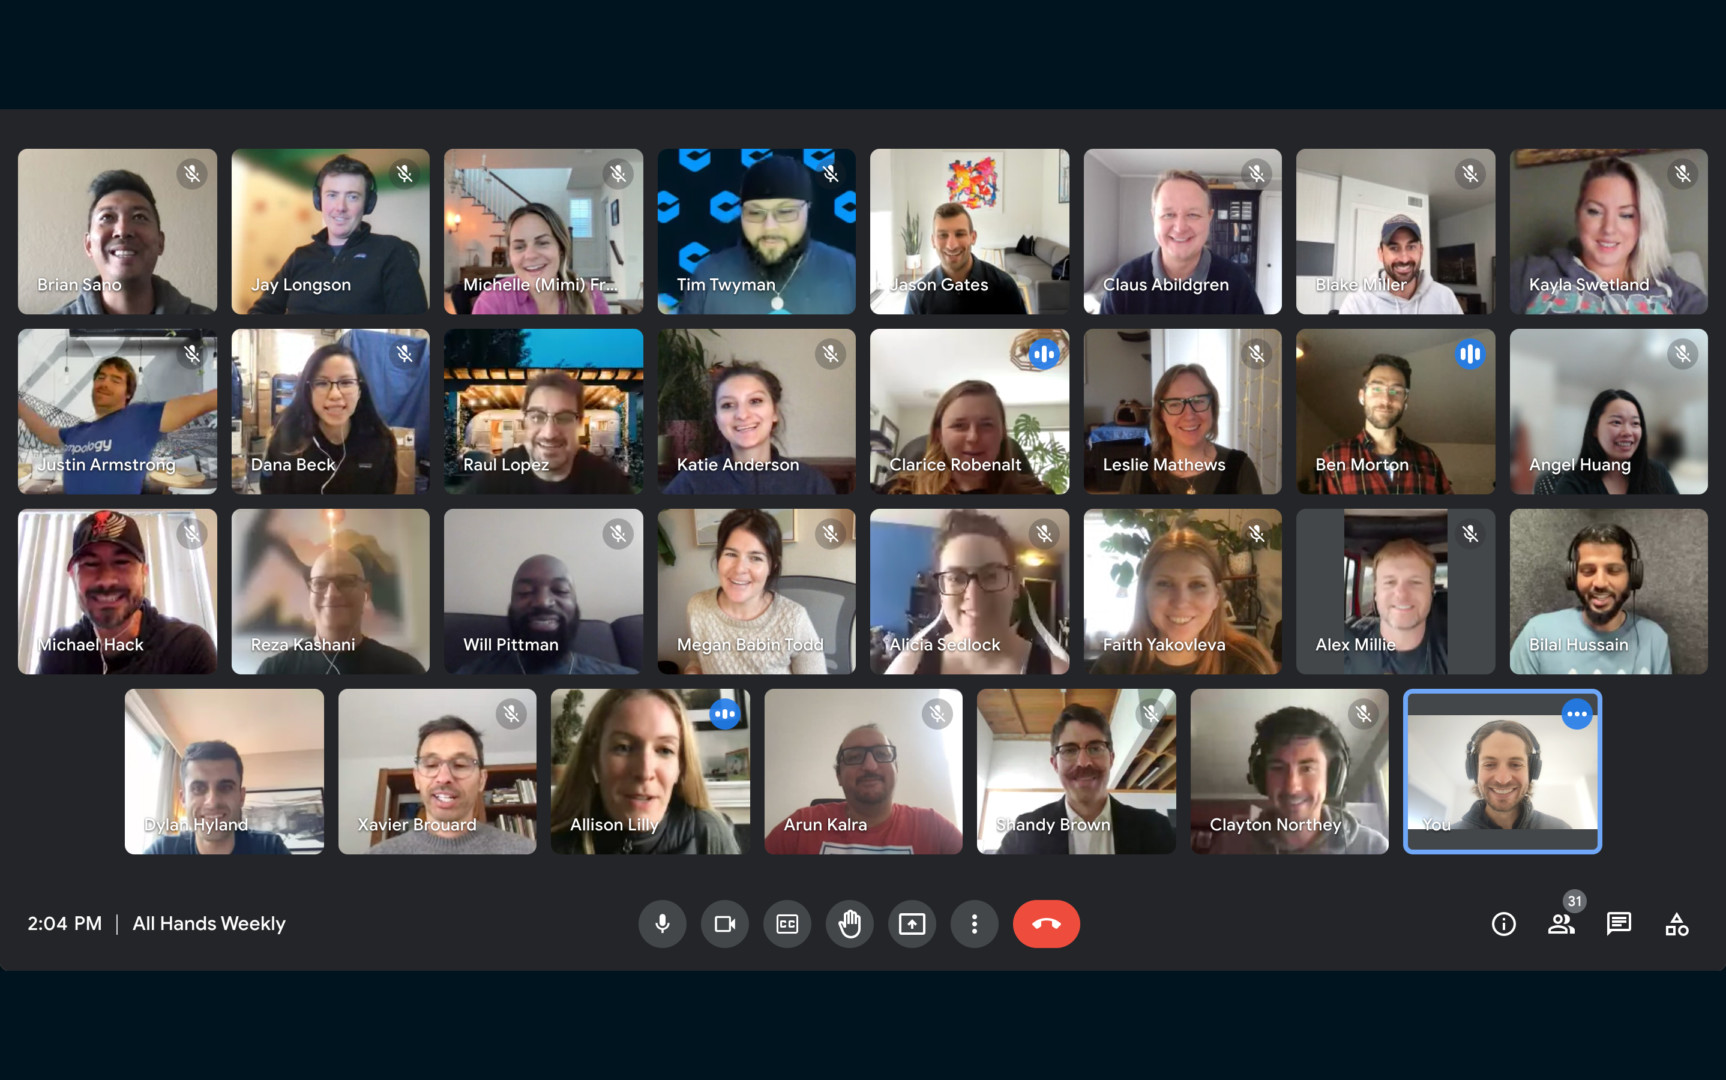 Brian Sano
Jay Longson
Michelle (Mimi) Fr...
Tim Twyman
Jason Gates
Claus Abildgren
Blake Miller
Kayla Swetland
Justin Armstrong
Dana Beck
Raul Lopez
Katie Anderson
Clarice Robenalt
Leslie Mathews
Ben Morton
Angel Huang
Michael Hack
Reza Kashani
Will Pittman
Megan Babin Todd
Alicia Sedlock
Faith Yakovleva
Alex Millie
Bilal Hussain
Dylan Hyland
Xavier Brouard
Allison Lilly
Arun Kalra
Shandy Brown
Clayton Northey
You
2:04 PM | All Hands Weekly
CC
31